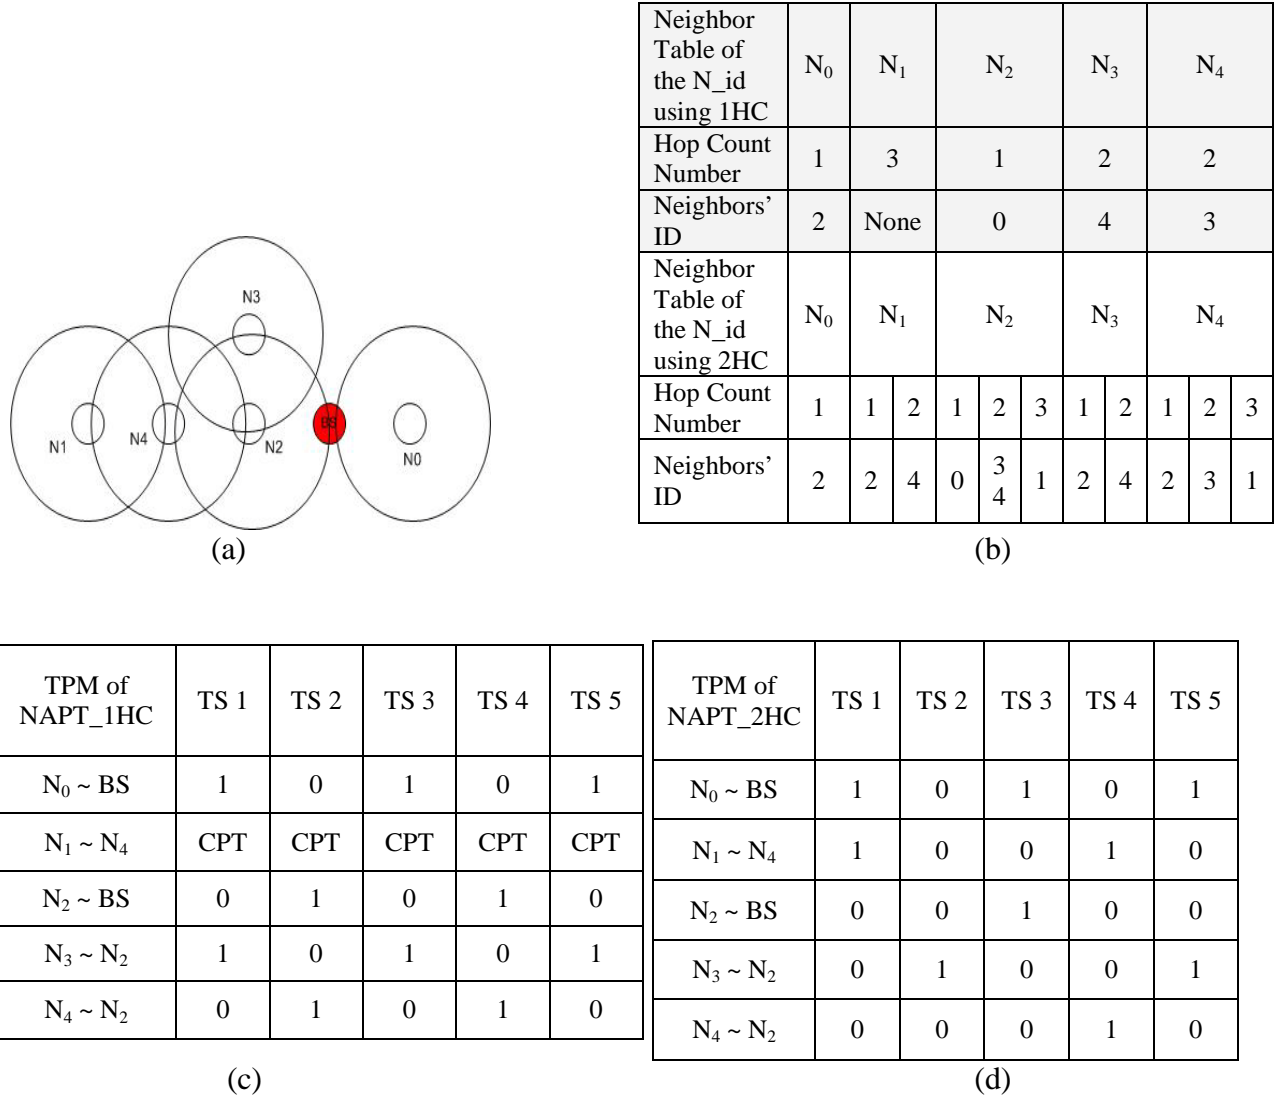 N3
N1
N4
N2
BS
N0
(a)
Neighbor Table of the N_id using 1HC N₀ N₁ N₂ N₃ N₄
Hop Count Number 1 3 1 2 2
Neighbors’ ID 2 None 0 4 3
Neighbor Table of the N_id using 2HC N₀ N₁ N₂ N₃ N₄
Hop Count Number 1 1 2 1 2 3 1 2 1 2 3
Neighbors’ ID 2 2 4 0 3 4 1 2 4 2 3 1
(b)
TPM of NAPT_1HC TS 1 TS 2 TS 3 TS 4 TS 5
N₀ ~ BS 1 0 1 0 1
N₁ ~ N₄ CPT CPT CPT CPT CPT
N₂ ~ BS 0 1 0 1 0
N₃ ~ N₂ 1 0 1 0 1
N₄ ~ N₂ 0 1 0 1 0
(c)
TPM of NAPT_2HC TS 1 TS 2 TS 3 TS 4 TS 5
N₀ ~ BS 1 0 1 0 1
N₁ ~ N₄ 1 0 0 1 0
N₂ ~ BS 0 0 1 0 0
N₃ ~ N₂ 0 1 0 0 1
N₄ ~ N₂ 0 0 0 1 0
(d)